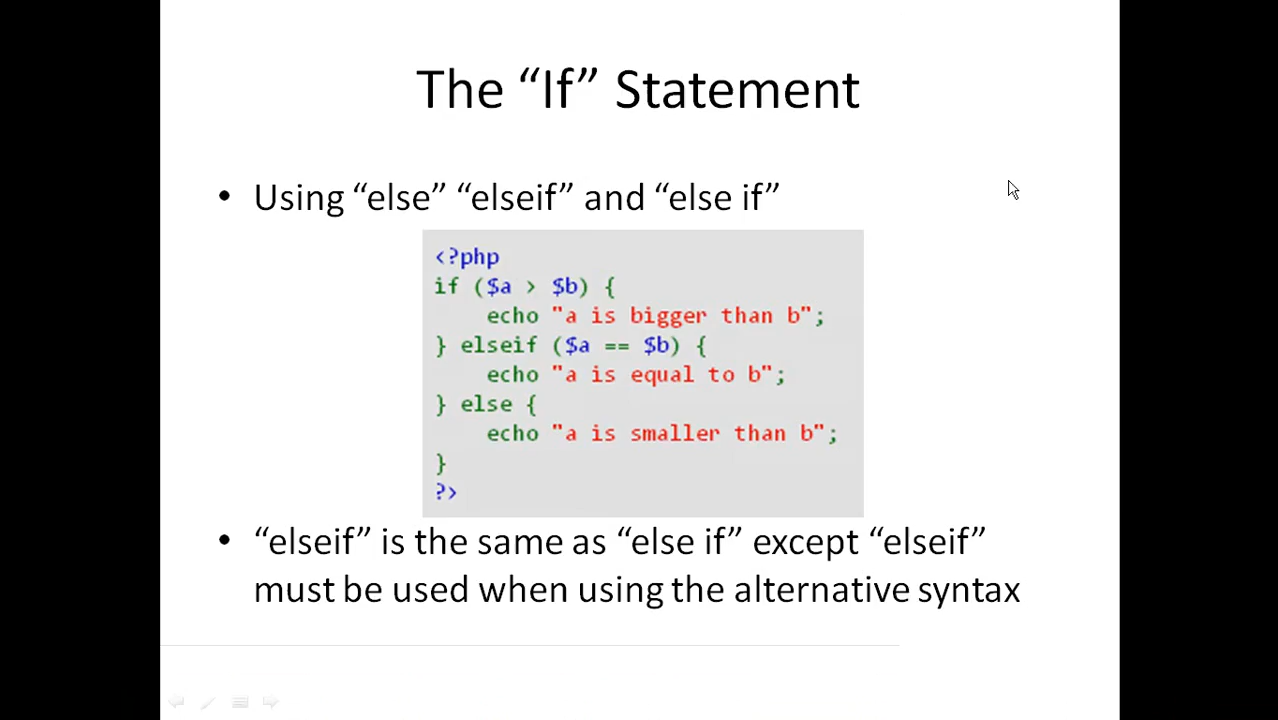 The “If” Statement
• Using “else” “elseif” and “else if”
<?php
if ($a > $b) {
    echo "a is bigger than b";
} elseif ($a == $b) {
    echo "a is equal to b";
} else {
    echo "a is smaller than b";
}
?>
• “elseif” is the same as “else if” except “elseif”
must be used when using the alternative syntax